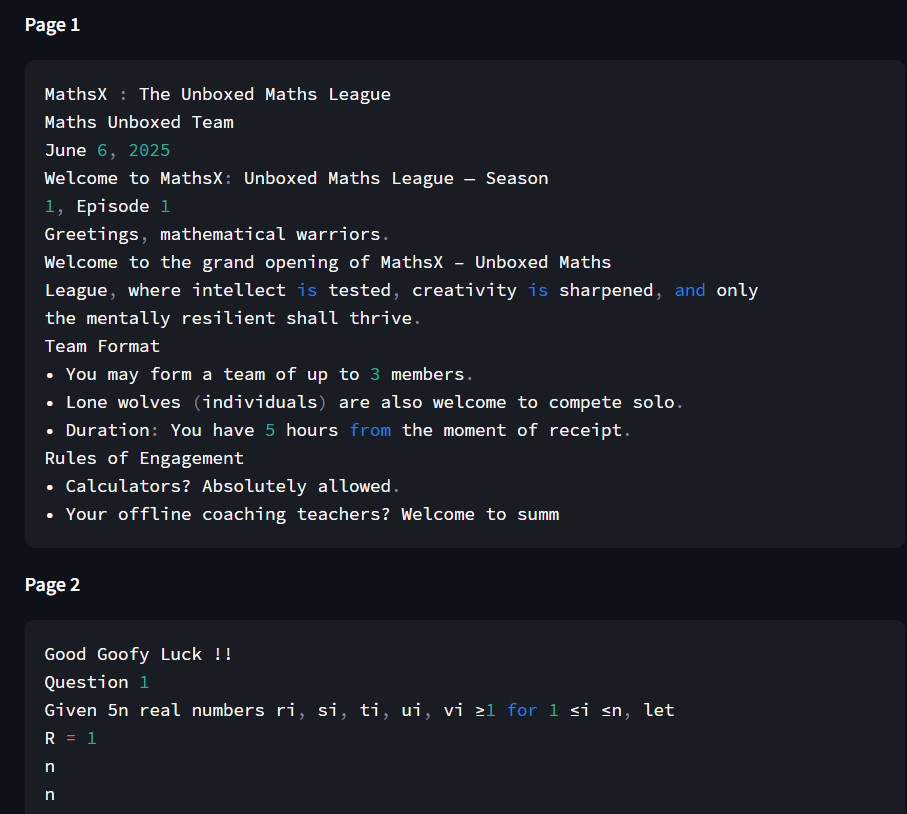 Page 1
MathsX : The Unboxed Maths League
Maths Unboxed Team
June 6, 2025
Welcome to MathsX: Unboxed Maths League — Season
1, Episode 1
Greetings, mathematical warriors.
Welcome to the grand opening of MathsX – Unboxed Maths
League, where intellect is tested, creativity is sharpened, and only
the mentally resilient shall thrive.
Team Format
• You may form a team of up to 3 members.
• Lone wolves (individuals) are also welcome to compete solo.
• Duration: You have 5 hours from the moment of receipt.
Rules of Engagement
• Calculators? Absolutely allowed.
• Your offline coaching teachers? Welcome to summ
Page 2
Good Goofy Luck !!
Question 1
Given 5n real numbers ri, si, ti, ui, vi ≥1 for 1 ≤i ≤n, let
R = 1
n
n